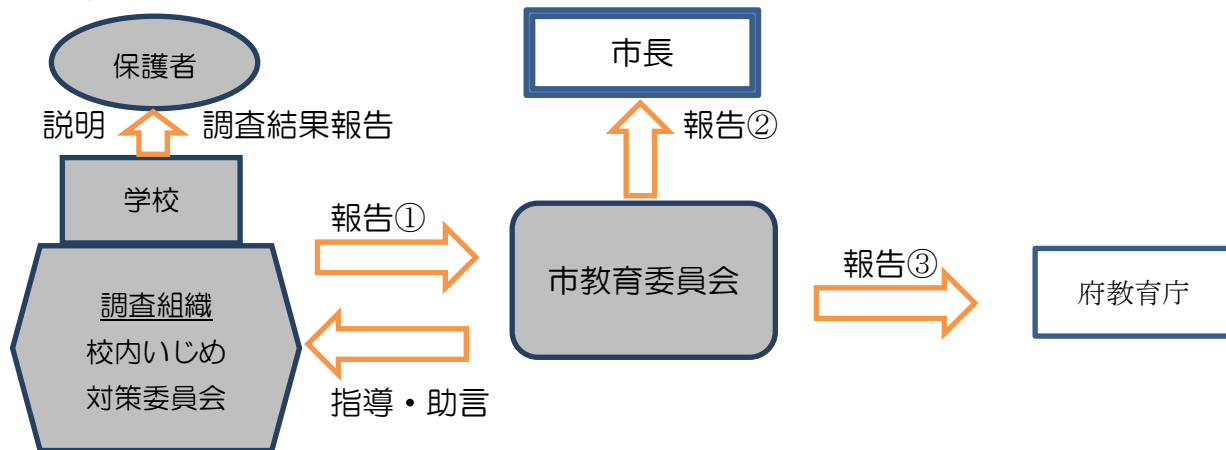 保護者
説明
調査結果報告
学校
調査組織
校内いじめ
対策委員会
報告①
指導・助言
市長
報告②
市教育委員会
報告③
府教育庁